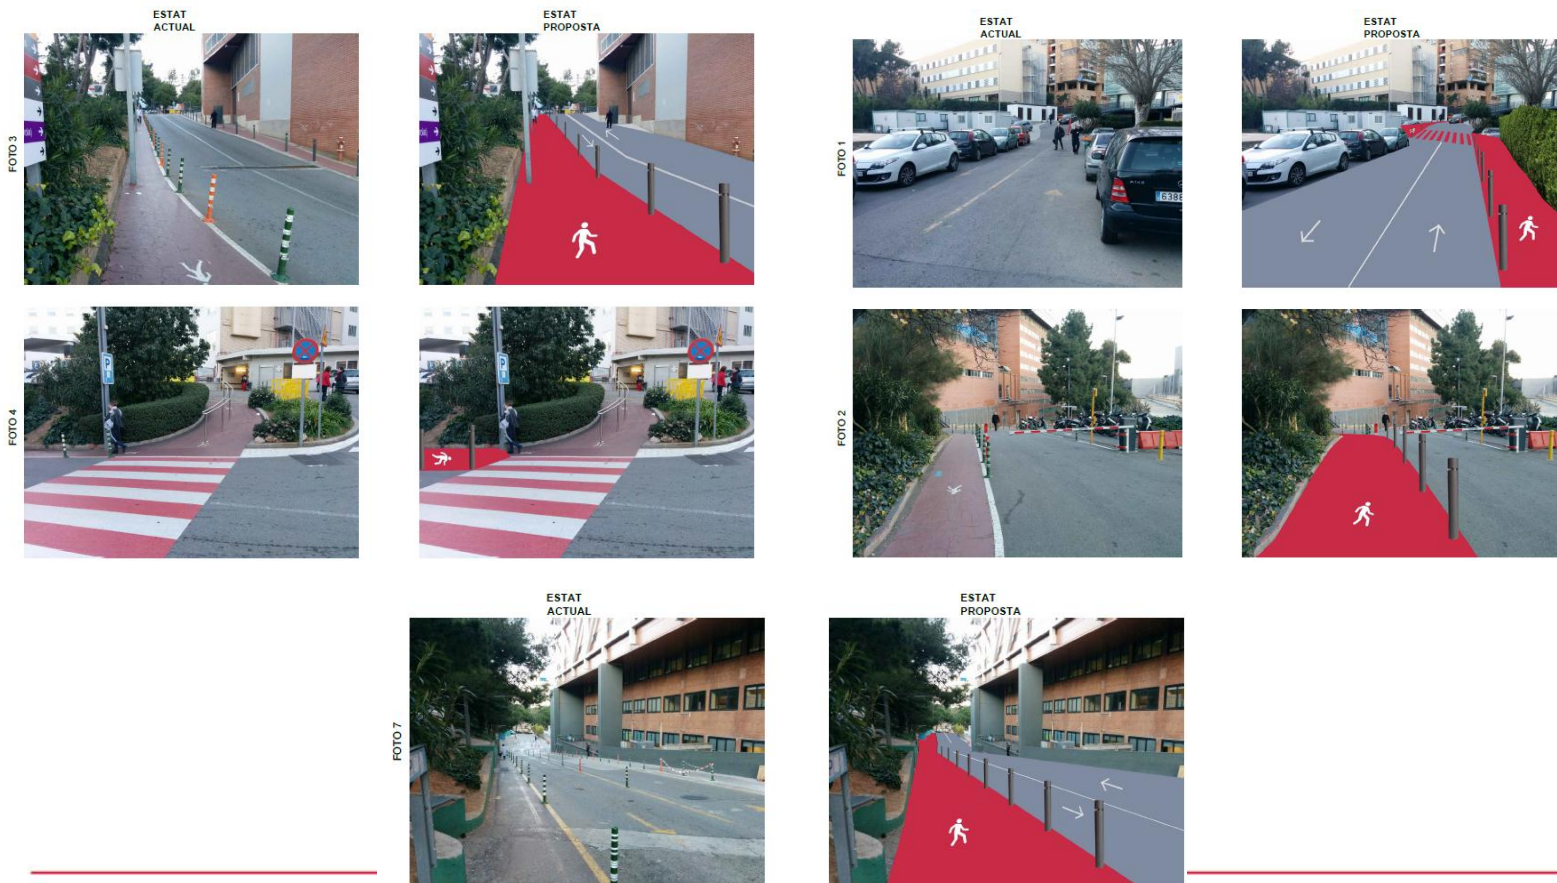 ESTAT
ACTUAL
ESTAT
PROPOSTA
FOTO 3
FOTO 4
ESTAT
ACTUAL
ESTAT
PROPOSTA
FOTO 1
6386
P
FOTO 2
ESTAT
ACTUAL
ESTAT
PROPOSTA
FOTO 7